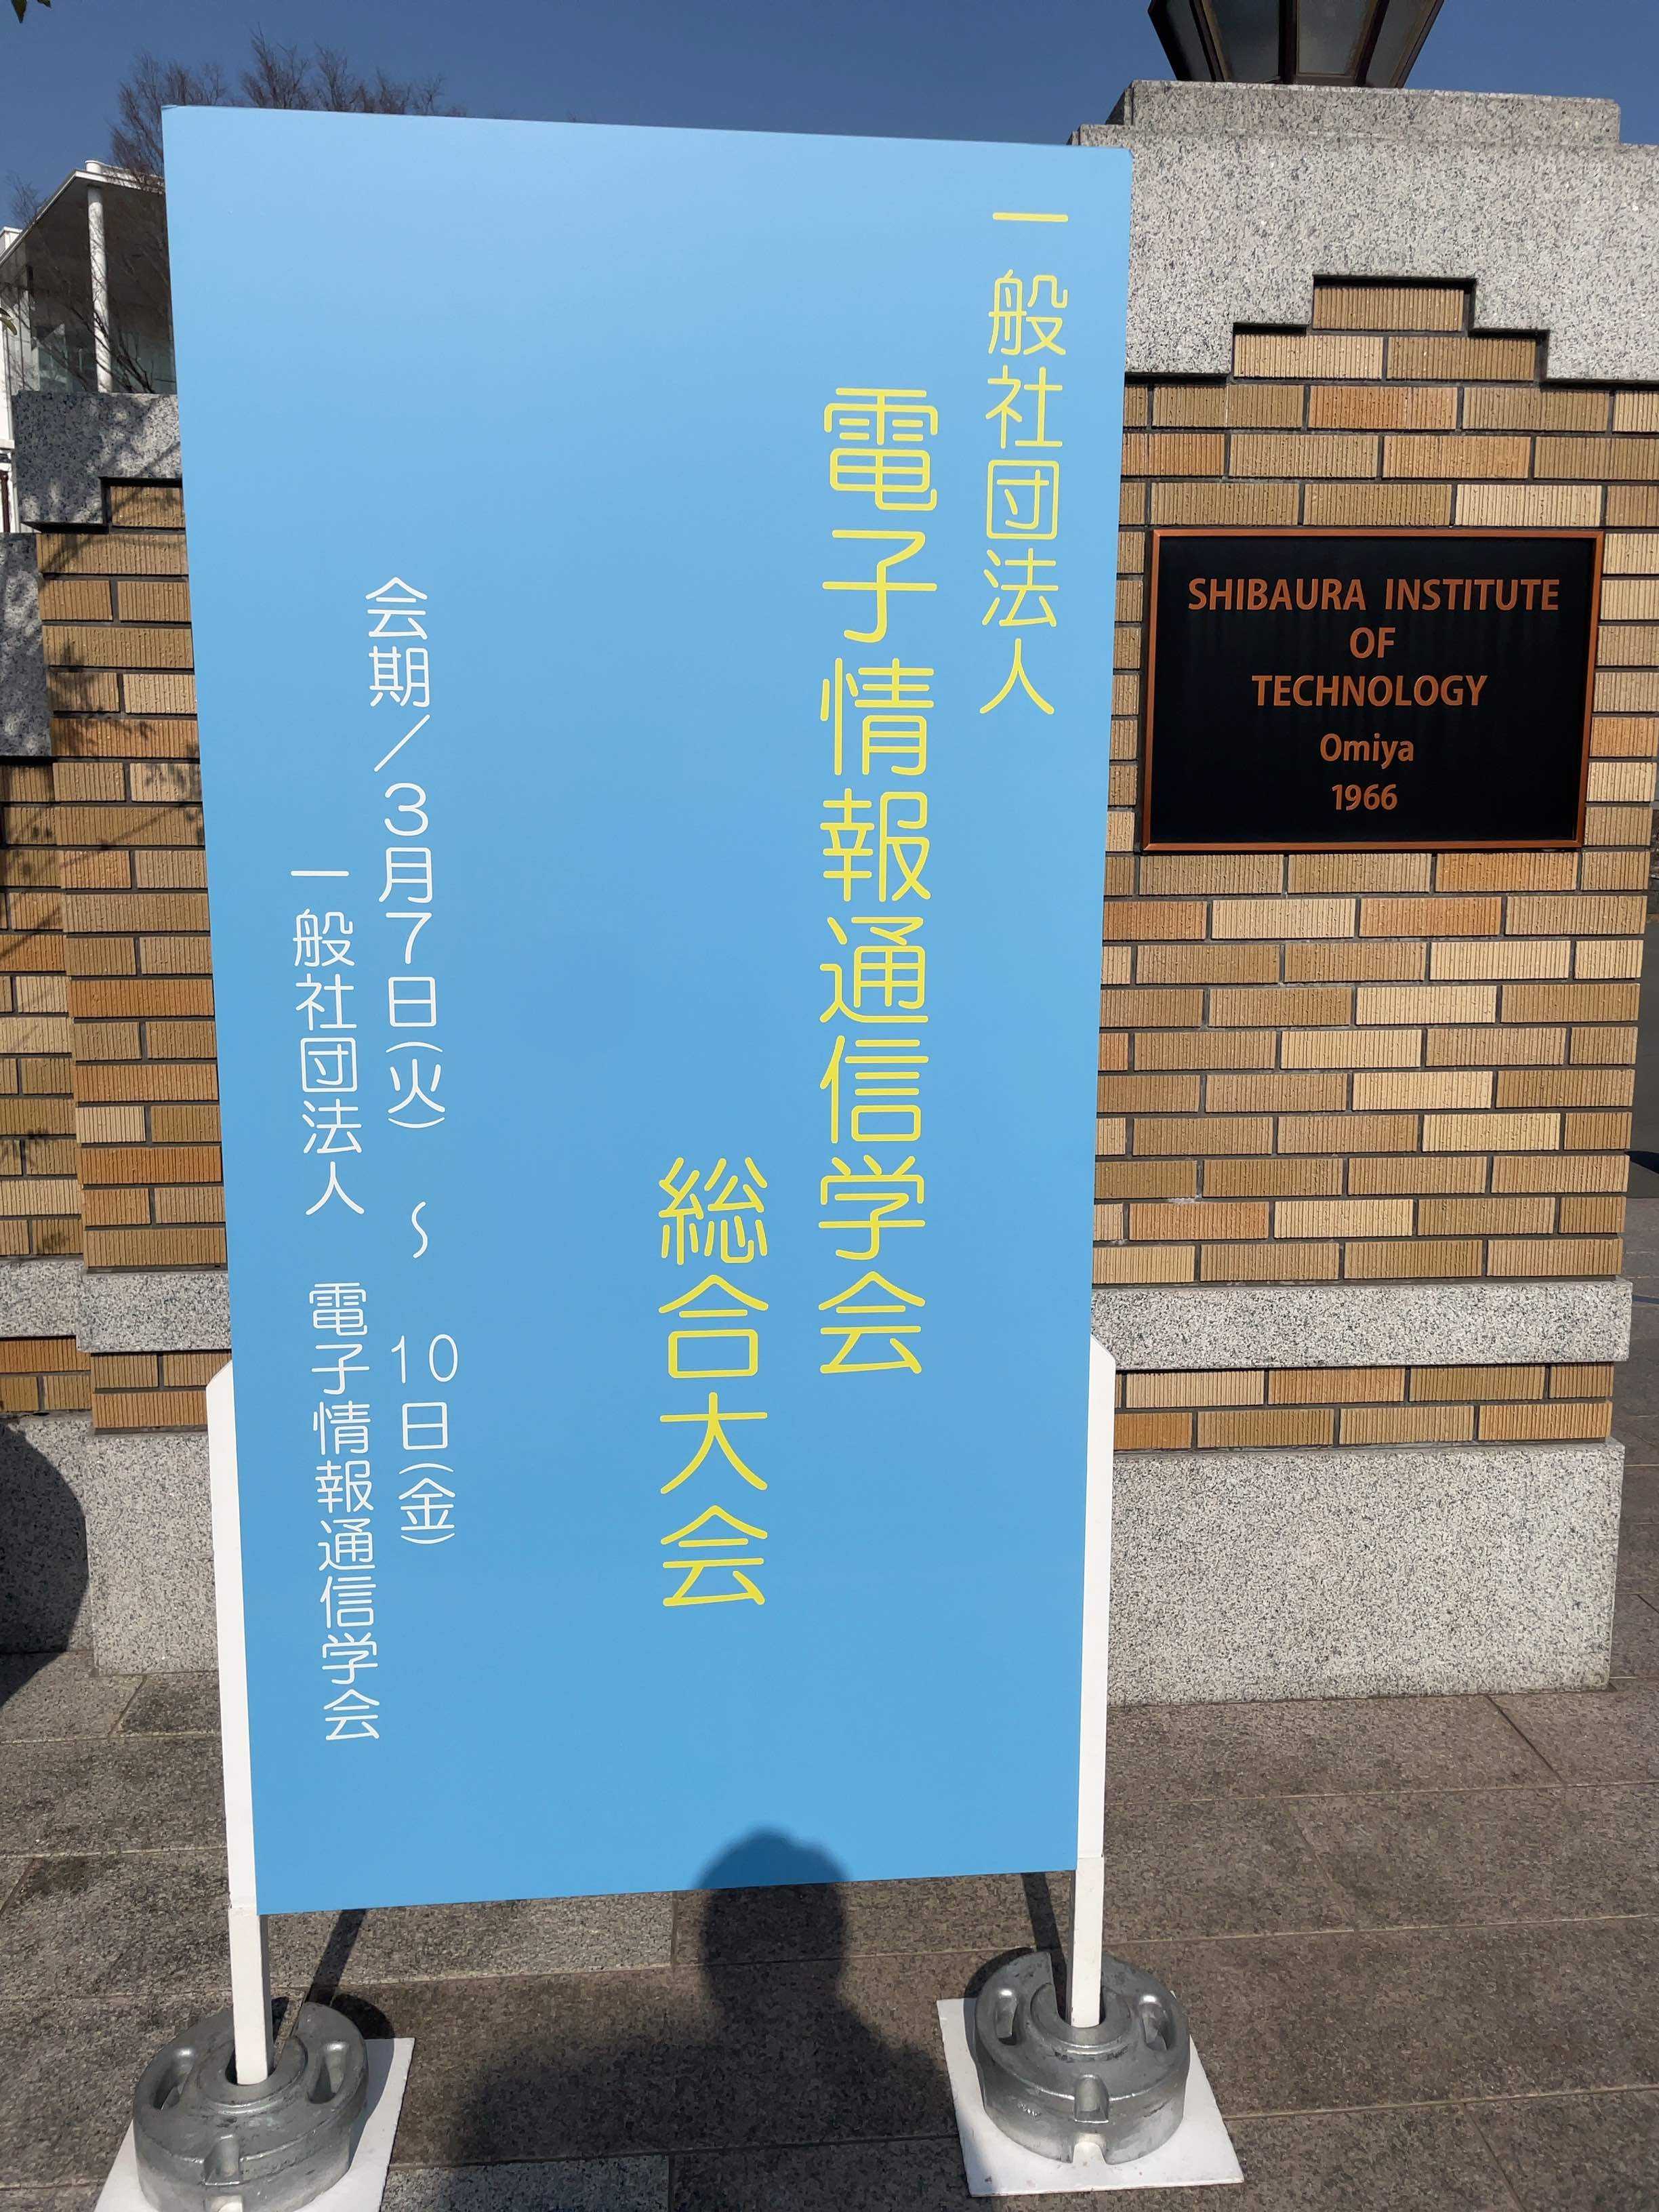 一般社団法人
電子情報通信学会
総合大会
会期/3月7日(火) ~ 10日(金)
一般社団法人 電子情報通信学会
SHIBAURA INSTITUTE
OF
TECHNOLOGY
Omiya
1966